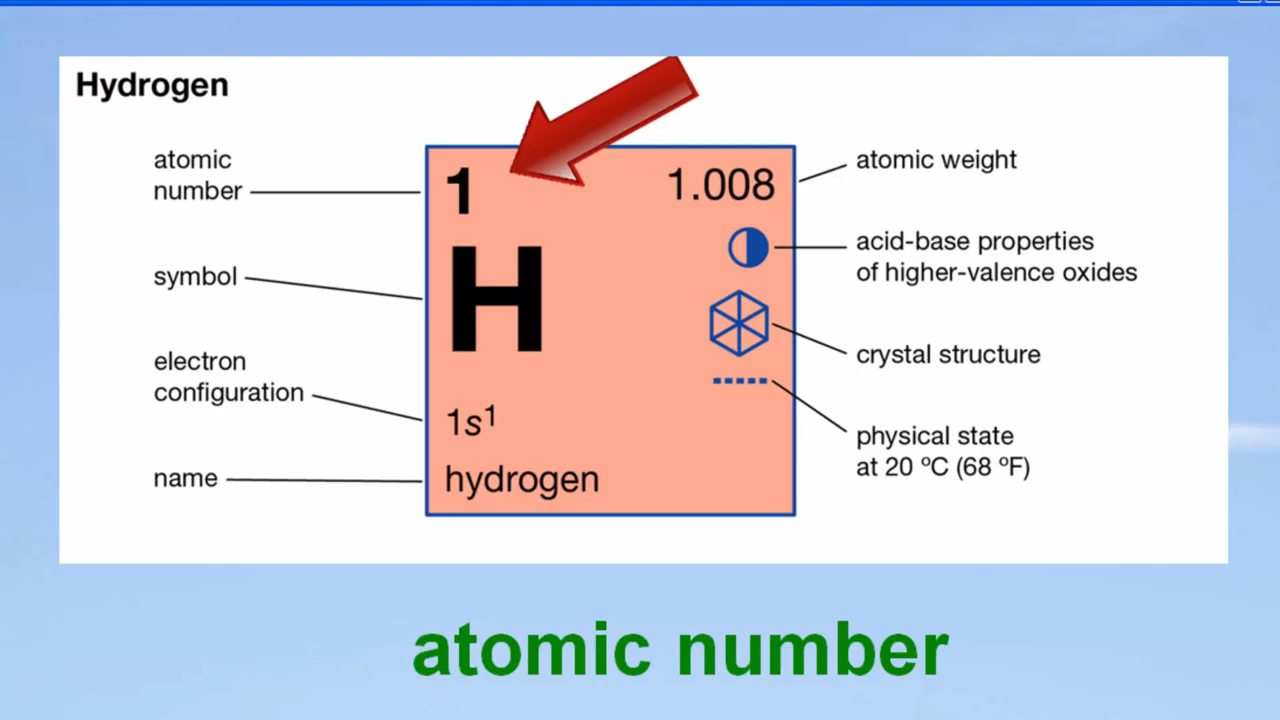 Hydrogen
atomic
number
symbol
electron
configuration
name
1
1.008
H
1s¹
hydrogen
atomic weight
acid-base properties
of higher-valence oxides
crystal structure
physical state
at 20 ºC (68 ºF)
atomic number